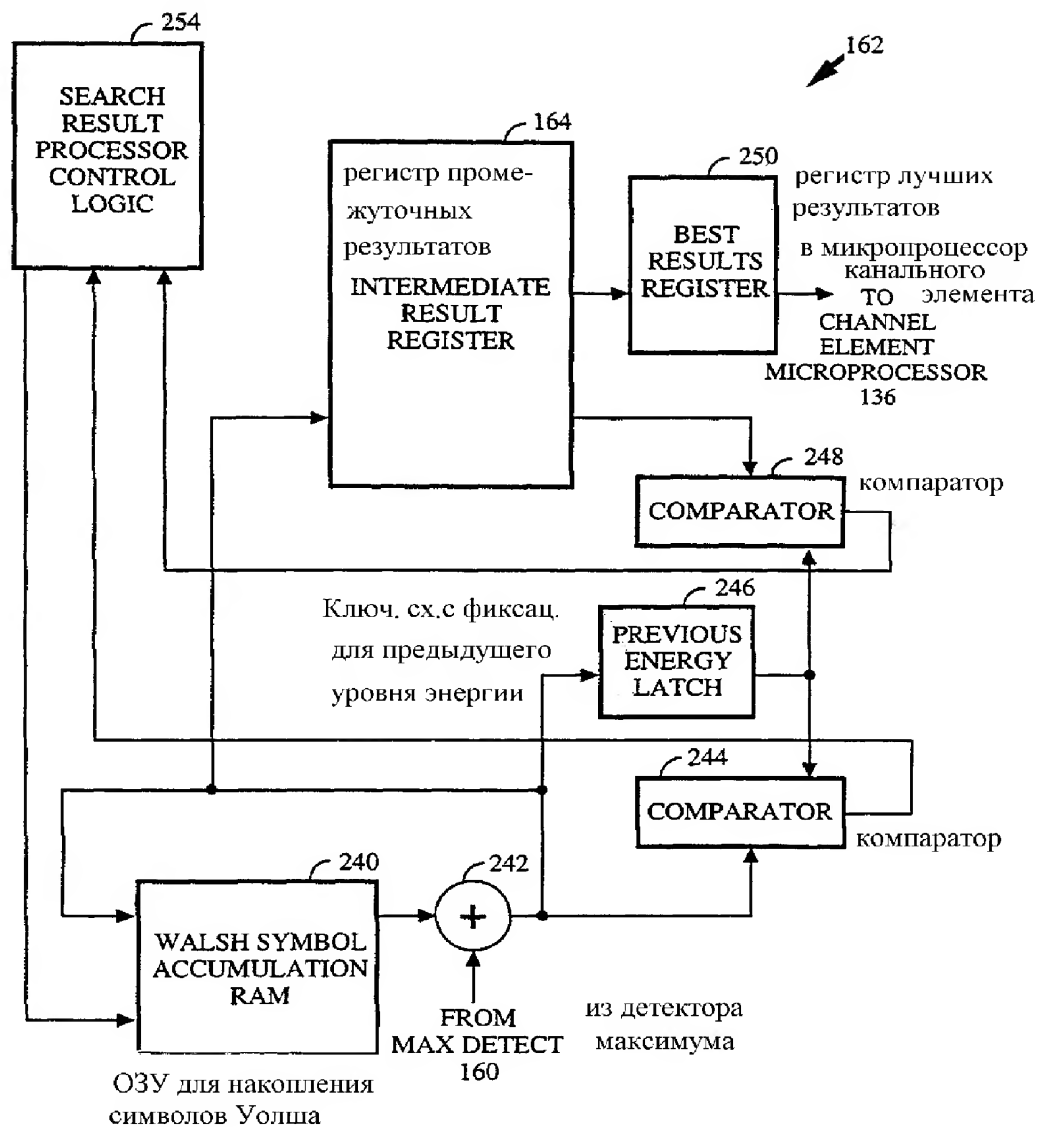 254
162
SEARCH
RESULT
PROCESSOR
CONTROL
LOGIC
164
регистр проме-
жуточных
результатов
INTERMEDIATE
RESULT
REGISTER
250
регистр лучших
результатов
BEST
RESULTS
REGISTER
в микропроцессор
канального
элемента
TO
CHANNEL
ELEMENT
MICROPROCESSOR
136
248
компаратор
COMPARATOR
246
Ключ. сх.с фиксац.
для предыдущего
уровня энергии
PREVIOUS
ENERGY
LATCH
244
COMPARATOR
компаратор
240
242
+
WALSH SYMBOL
ACCUMULATION
RAM
FROM
MAX DETECT
160
из детектора
максимума
ОЗУ для накопления
символов Уолша